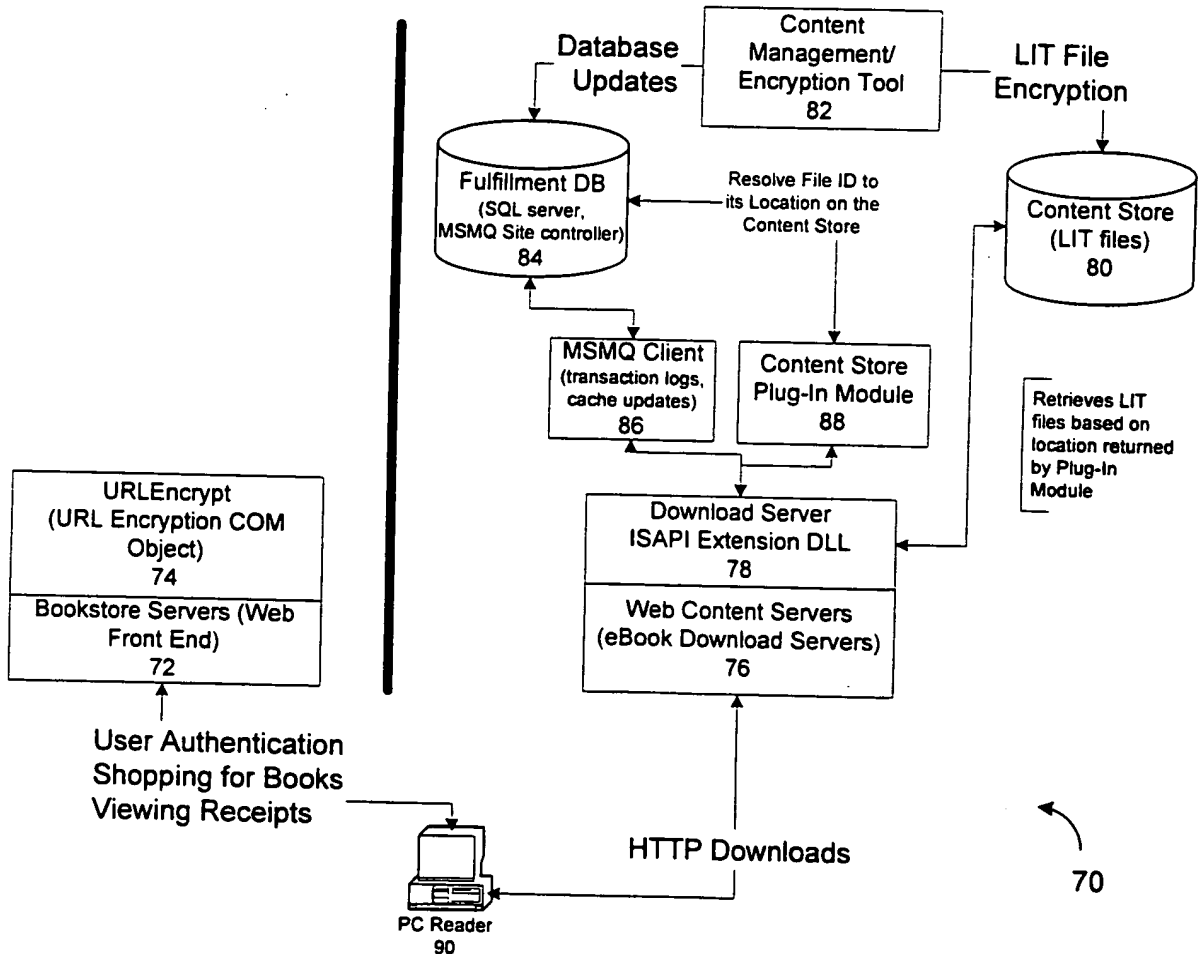 Content
Management/
Encryption Tool
82
Database
Updates
LIT File
Encryption
Fulfillment DB
(SQL server,
MSMQ Site controller)
84
Resolve File ID to
its Location on the
Content Store
Content Store
(LIT files)
80
MSMQ Client
(transaction logs,
cache updates)
86
Content Store
Plug-In Module
88
Retrieves LIT
files based on
location returned
by Plug-In
Module
URLEncrypt
(URL Encryption COM
Object)
74
Bookstore Servers (Web
Front End)
72
Download Server
ISAPI Extension DLL
78
Web Content Servers
(eBook Download Servers)
76
User Authentication
Shopping for Books
Viewing Receipts
HTTP Downloads
70
PC Reader
90